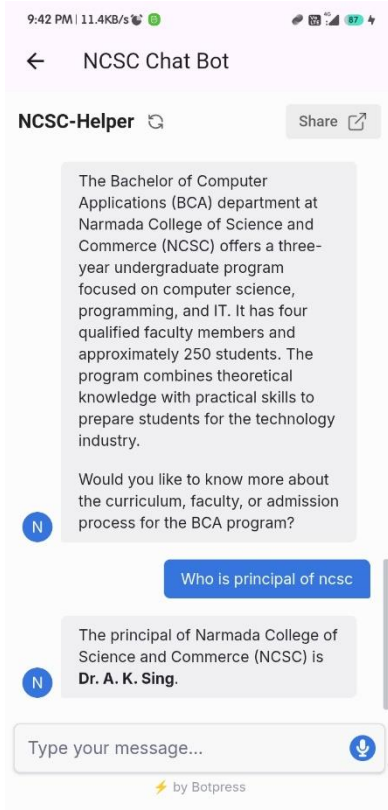 9:42 PM | 11.4KB/s
87
NCSC Chat Bot
NCSC-Helper
Share
The Bachelor of Computer
Applications (BCA) department at
Narmada College of Science and
Commerce (NCSC) offers a three-
year undergraduate program
focused on computer science,
programming, and IT. It has four
qualified faculty members and
approximately 250 students. The
program combines theoretical
knowledge with practical skills to
prepare students for the technology
industry.
Would you like to know more about
the curriculum, faculty, or admission
process for the BCA program?
N
Who is principal of ncsc
The principal of Narmada College of
Science and Commerce (NCSC) is
Dr. A. K. Sing.
N
Type your message...
by Botpress